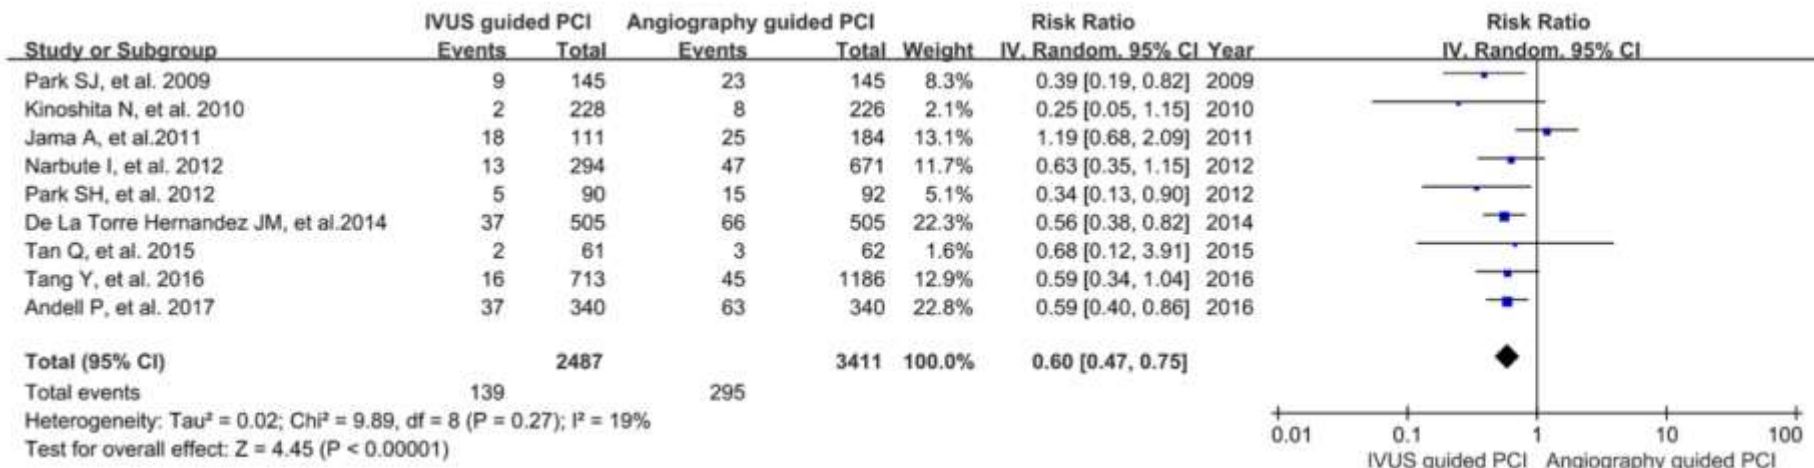 IVUS guided PCI Angiography guided PCI Risk Ratio Risk Ratio
Study or Subgroup Events Total Events Total Weight IV, Random, 95% CI Year IV, Random, 95% CI
Park SJ, et al. 2009 9 145 23 145 8.3% 0.39 [0.19, 0.82] 2009
Kinoshita N, et al. 2010 2 228 8 226 2.1% 0.25 [0.05, 1.15] 2010
Jama A, et al.2011 18 111 25 184 13.1% 1.19 [0.68, 2.09] 2011
Narbute I, et al. 2012 13 294 47 671 11.7% 0.63 [0.35, 1.15] 2012
Park SH, et al. 2012 5 90 15 92 5.1% 0.34 [0.13, 0.90] 2012
De La Torre Hernandez JM, et al.2014 37 505 66 505 22.3% 0.56 [0.38, 0.82] 2014
Tan Q, et al. 2015 2 61 3 62 1.6% 0.68 [0.12, 3.91] 2015
Tang Y, et al. 2016 16 713 45 1186 12.9% 0.59 [0.34, 1.04] 2016
Andell P, et al. 2017 37 340 63 340 22.8% 0.59 [0.40, 0.86] 2016
Total (95% CI) 2487 3411 100.0% 0.60 [0.47, 0.75]
Total events 139 295
Heterogeneity: Tau² = 0.02; Chi² = 9.89, df = 8 (P = 0.27); I² = 19%
Test for overall effect: Z = 4.45 (P < 0.00001)
0.01 0.1 1 10 100
IVUS guided PCI Angiography guided PCI